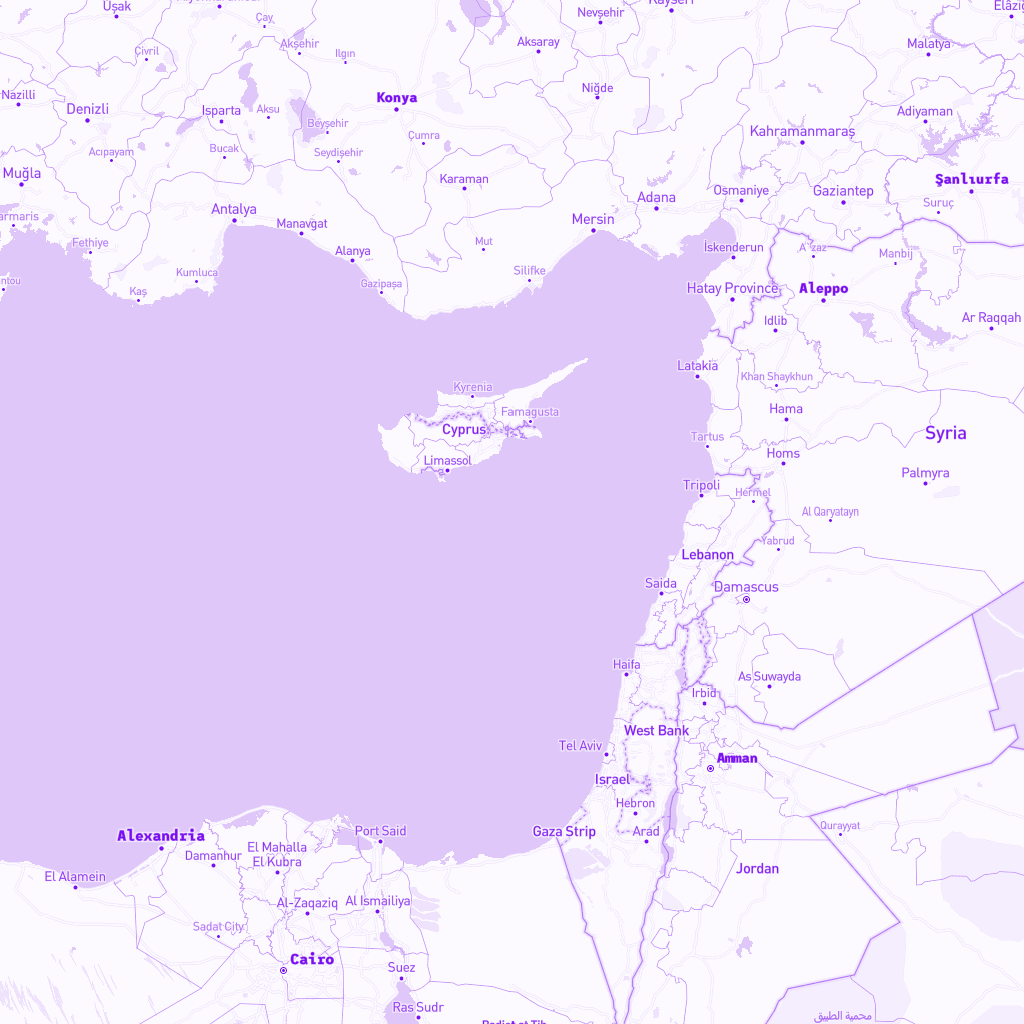 Uşak
Çay
Nevşehir
Kayseri
Akşehir
Ilgın
Aksaray
Malatya
Çivril
Nazilli
Konya
Niğde
Denizli
Isparta
Aksu
Beyşehir
Adiyaman
Çumra
Kahramanmaraş
Acıpayam
Bucak
Seydişehir
Muğla
Karaman
Şanlıurfa
Adana
Osmaniye
Gaziantep
Suruç
Antalya
Manavgat
Mersin
Fethiye
Mut
Alanya
İskenderun
A'zaz
Manbij
Kumluca
Silifke
Kaş
Gazipaşa
Hatay Province
Aleppo
Idlib
Ar Raqqah
Latakia
Khan Shaykhun
Kyrenia
Famagusta
Hama
Cyprus
Tartus
Syria
Homs
Limassol
Palmyra
Tripoli
Hermel
Al Qaryatayn
Yabrud
Lebanon
Saida
Damascus
Haifa
As Suwayda
Irbid
West Bank
Tel Aviv
Amman
Israel
Hebron
Qurayyat
Gaza Strip
Arad
Alexandria
Port Said
El Mahalla
El Kubra
Damanhur
Jordan
El Alamein
Al-Zaqaziq
Al Ismailiya
Sadat City
Cairo
Suez
Ras Sudr
محمية الطبيق